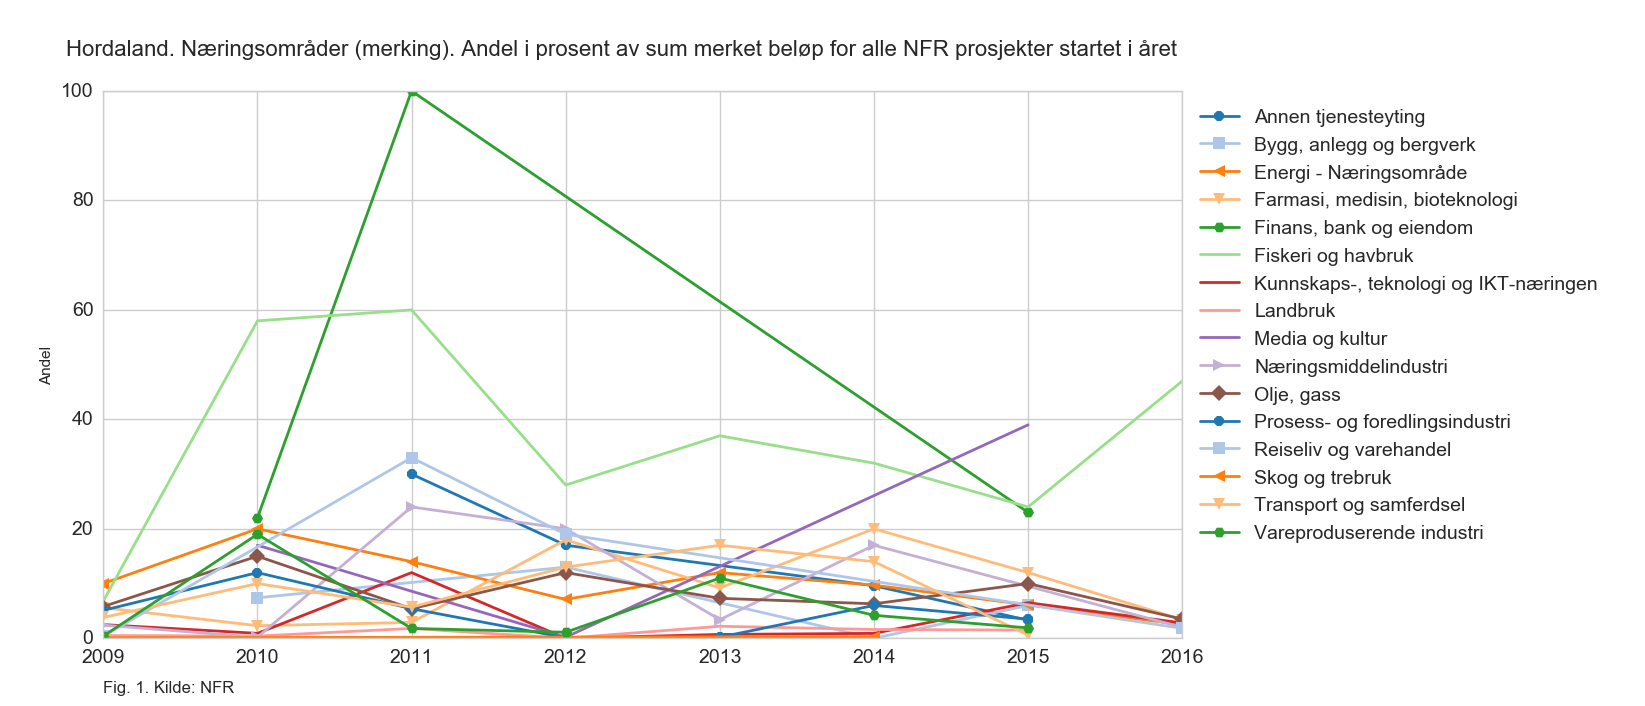 Hordaland. Næringsområder (merking). Andel i prosent av sum merket beløp for alle NFR prosjekter startet i året
100
80
60
40
20
0
Andel
2009 2010 2011 2012 2013 2014 2015 2016
Annen tjenesteyting
Bygg, anlegg og bergverk
Energi - Næringsområde
Farmasi, medisin, bioteknologi
Finans, bank og eiendom
Fiskeri og havbruk
Kunnskaps-, teknologi og IKT-næringen
Landbruk
Media og kultur
Næringsmiddelindustri
Olje, gass
Prosess- og foredlingsindustri
Reiseliv og varehandel
Skog og trebruk
Transport og samferdsel
Vareproduserende industri
Fig. 1. Kilde: NFR